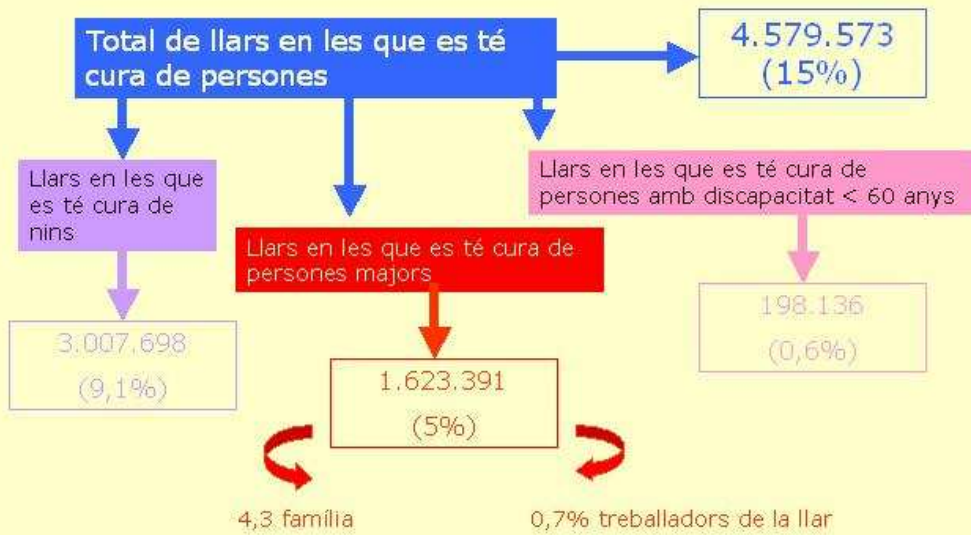 Total de llars en les que es té
cura de persones
4.579.573
(15%)
Llars en les que
es té cura de
nins
Llars en les que es té cura de
persones majors
Llars en les que es té cura de
persones amb discapacitat < 60 anys
3.007.698
(9,1%)
1.623.391
(5%)
198.136
(0,6%)
4,3 família
0,7% treballadors de la llar